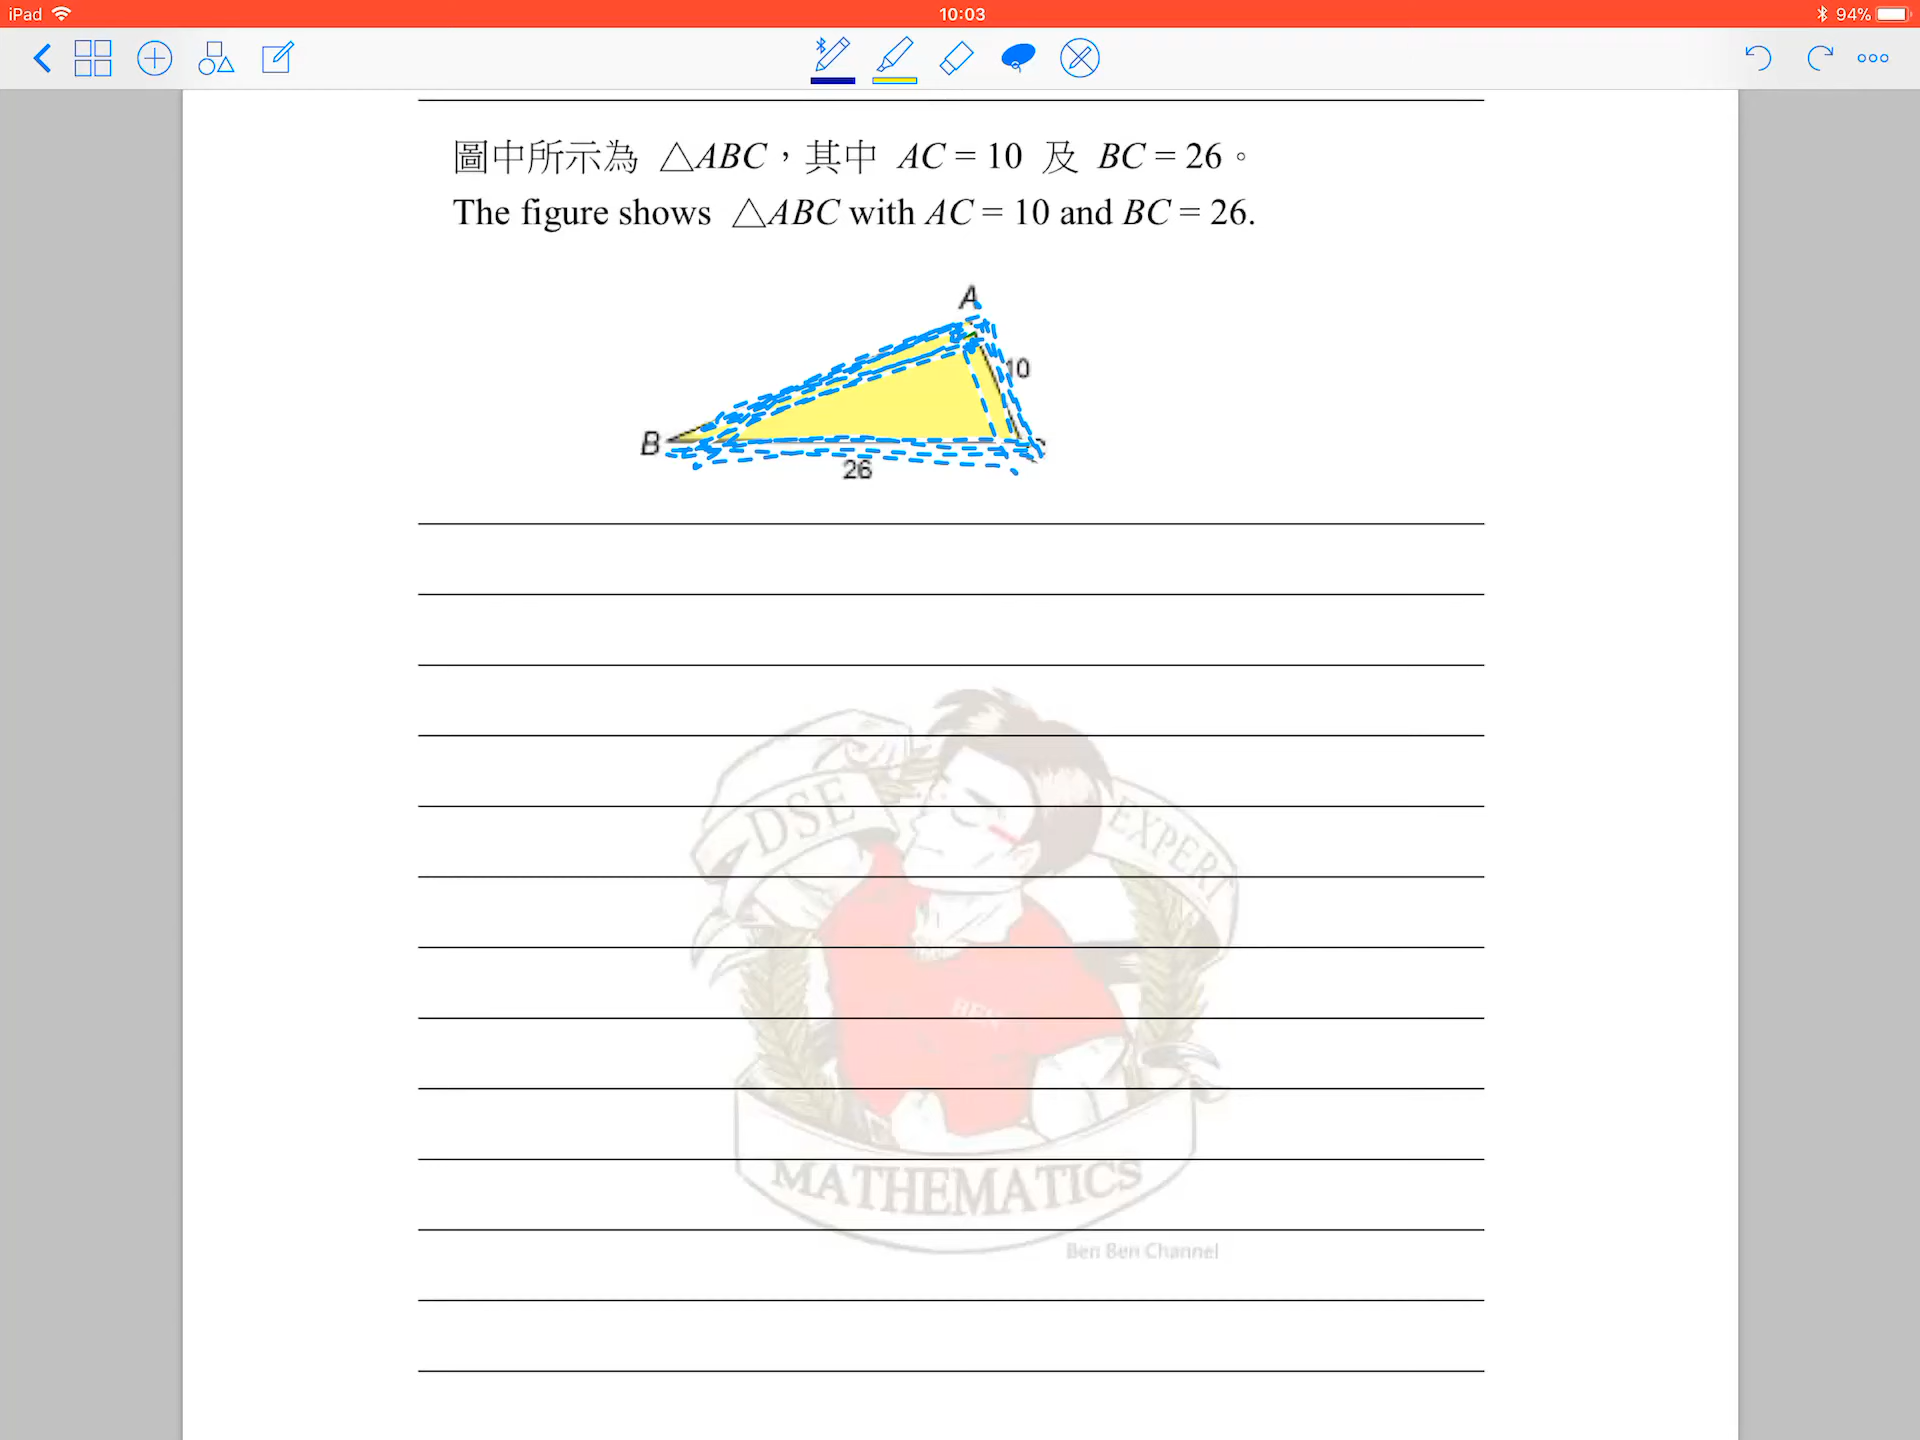 iPad
10:03
94%
圖中所示為 △ABC，其中 AC = 10 及 BC = 26。
The figure shows △ABC with AC = 10 and BC = 26.
A
10
B
26
DSE
EXPERT
BEN
MATHEMATICS
Ben Ben Channel